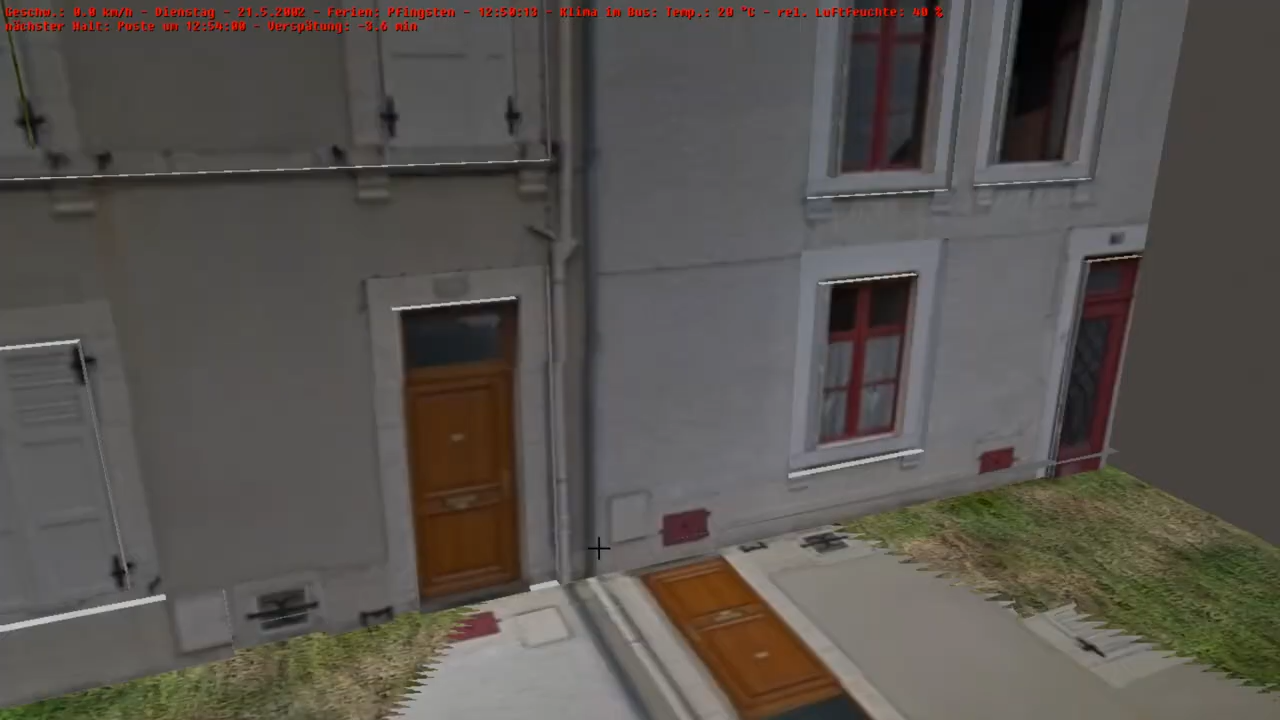 Geschw.: 0.0 km/h - Dienstag - 21.5.2002 - Ferien: Pfingsten - 12:50:13 - Klima im Bus: Temp.: 20 °C - rel. Luftfeuchte: 40 %
nächster Halt: Poste um 12:54:00 - Verspätung: -3.6 min